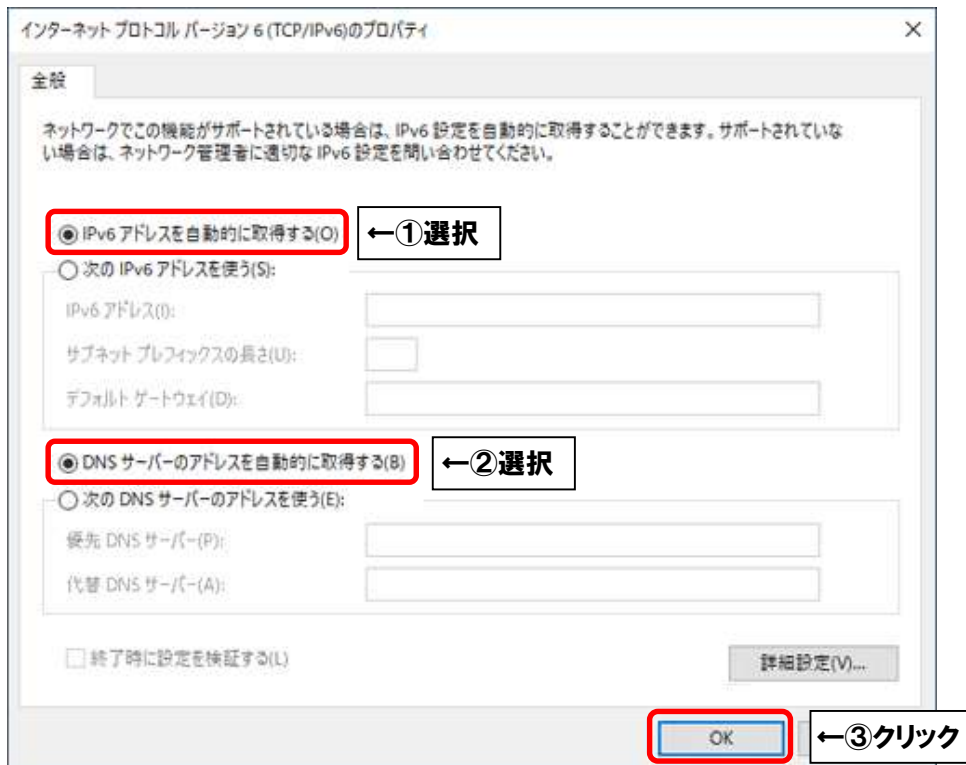 インターネット プロトコル バージョン 6 (TCP/IPv6)のプロパティ
全般
ネットワークでこの機能がサポートされている場合は、IPv6 設定を自動的に取得することができます。サポートされていな
い場合は、ネットワーク管理者に適切な IPv6 設定を問い合わせてください。
IPv6 アドレスを自動的に取得する(O)
←①選択
次の IPv6 アドレスを使う(S):
IPv6 アドレス(I):
サブネット プレフィックスの長さ(U):
デフォルト ゲートウェイ(D):
DNS サーバーのアドレスを自動的に取得する(B)
←②選択
次の DNS サーバーのアドレスを使う(E):
優先 DNS サーバー(P):
代替 DNS サーバー(A):
終了時に設定を検証する(L)
詳細設定(V)...
OK
←③クリック